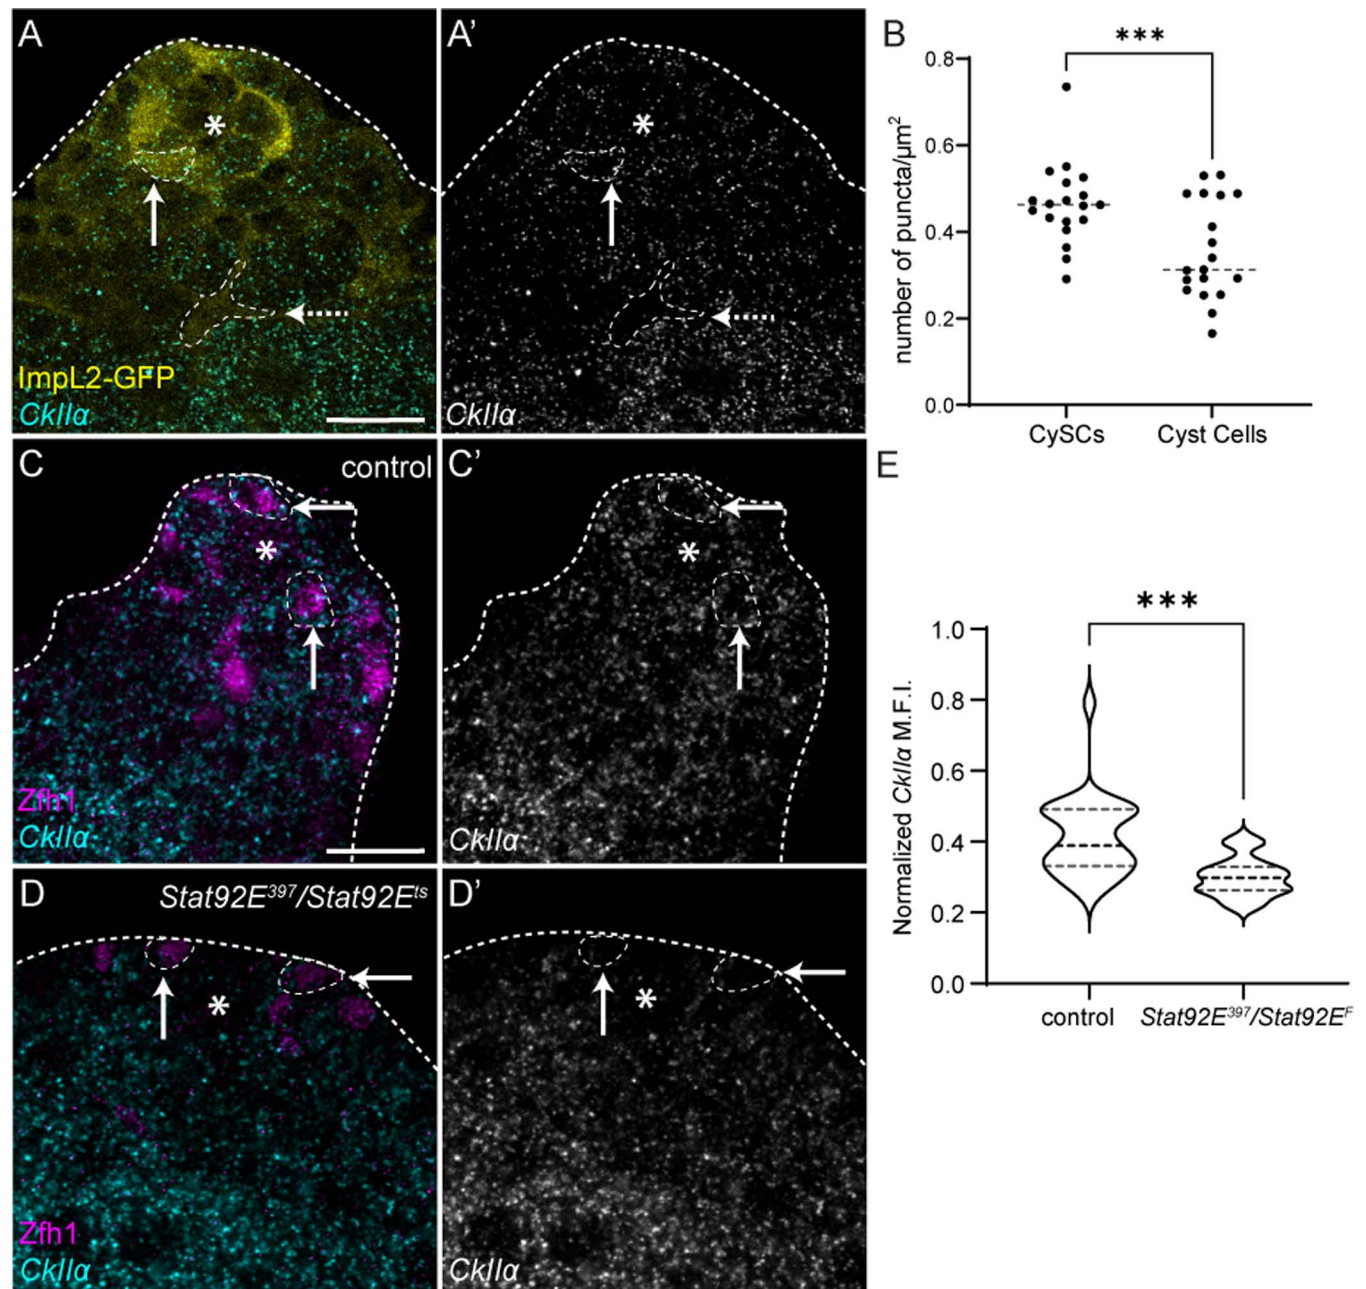 A
ImpL2-GFP
CkIIα
A'
CkIIα
B
***
number of puncta/μm²
0.8
0.6
0.4
0.2
0.0
CySCs
Cyst Cells
C
control
Zfh1
CkIIα
C'
CkIIα
D
Stat92E³⁹⁷/Stat92Eᵗˢ
Zfh1
CkIIα
D'
CkIIα
E
***
Normalized CkIIα M.F.I.
1.0
0.8
0.6
0.4
0.2
0.0
control
Stat92E³⁹⁷/Stat92Eᶠ